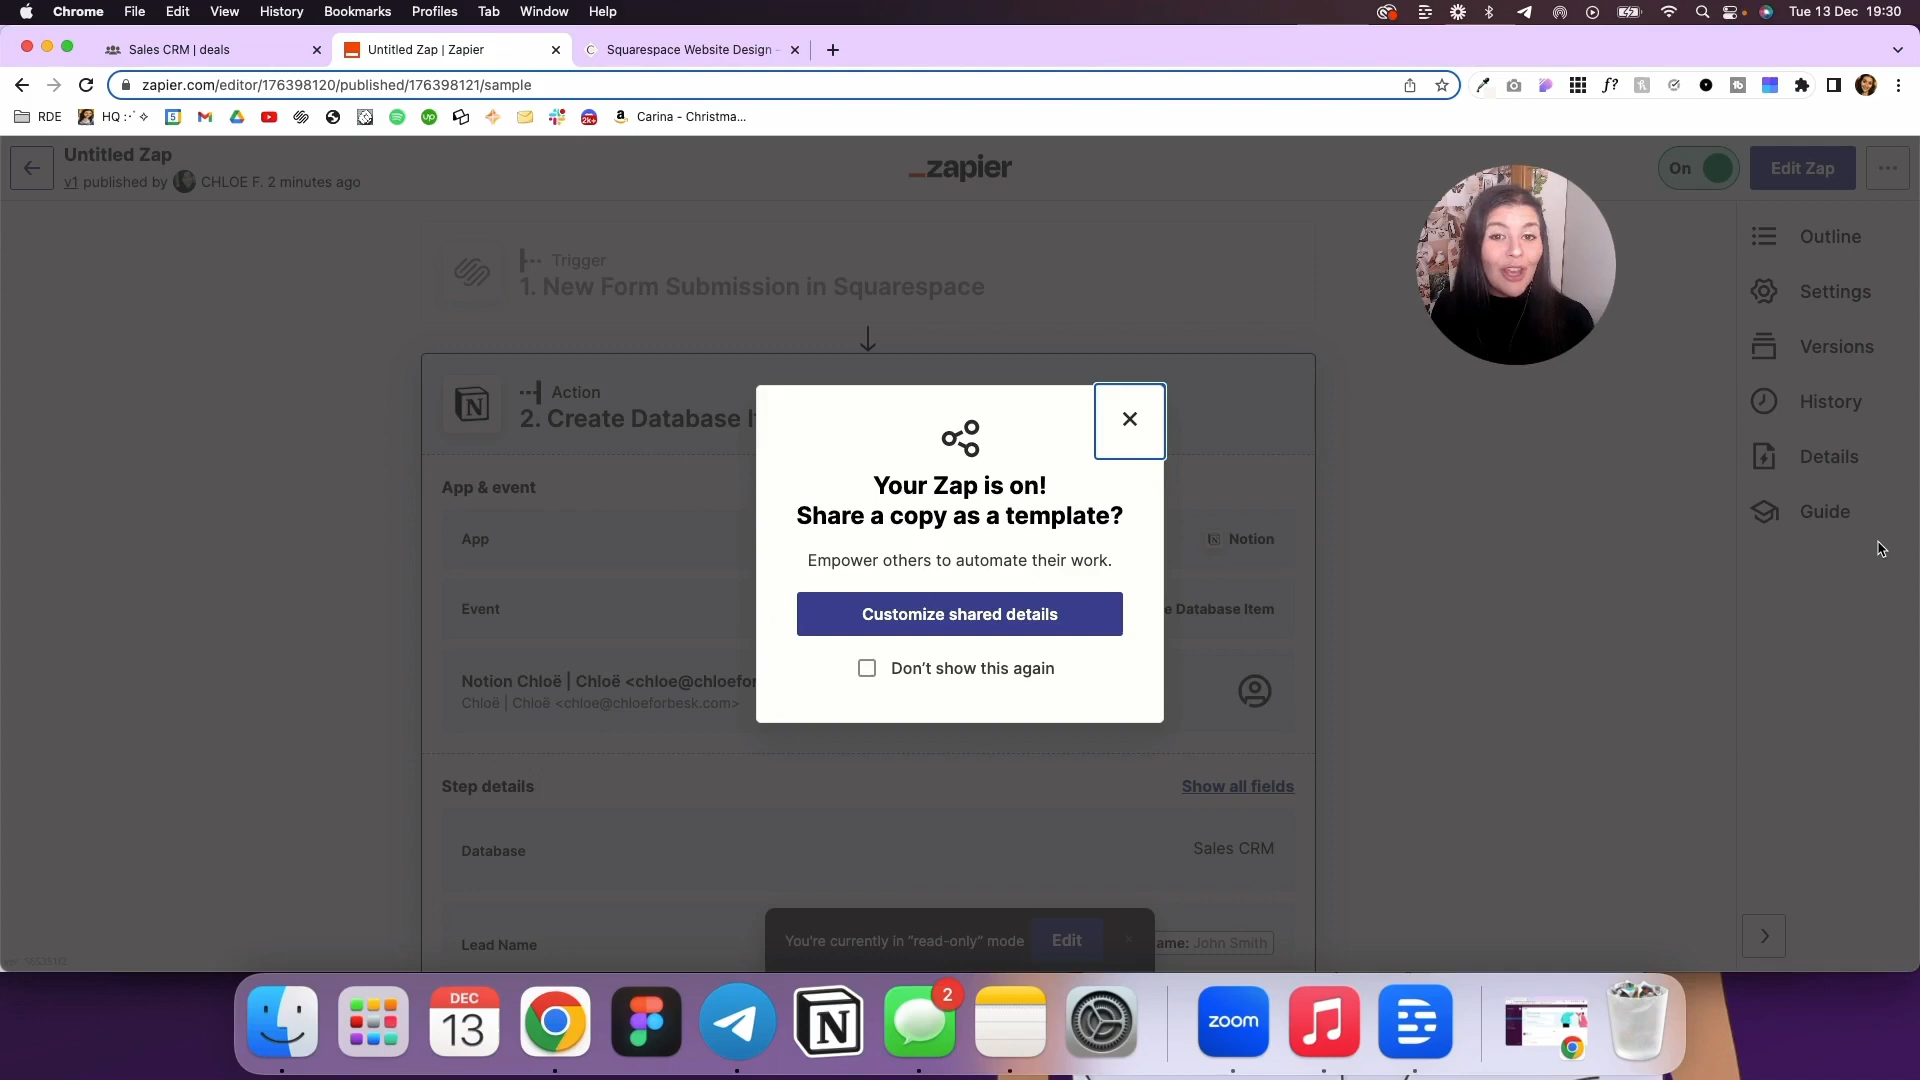 Chrome File Edit View History Bookmarks Profiles Tab Window Help
Tue 13 Dec 19:30
Sales CRM | deals
Untitled Zap | Zapier
Squarespace Website Design -
zapier.com/editor/176398120/published/176398121/sample
f?
RDE
HQ
5
up
2k+
a
Carina - Christma...
Untitled Zap
v1 published by CHLOE F. 2 minutes ago
_zapier
On
Edit Zap
Outline
Settings
Versions
History
Details
Guide
Trigger
1. New Form Submission in Squarespace
Action
2. Create Database I
App & event
App
Notion
Event
e Database Item
Notion Chloë | Chloë <chloe@chloefor
Chloë | Chloë <chloe@chloeforbesk.com>
Step details
Show all fields
Database
Sales CRM
Lead Name
ame: John Smith
Your Zap is on!
Share a copy as a template?
Empower others to automate their work.
Customize shared details
Don't show this again
You're currently in "read-only" mode
Edit
DEC
13
2
zoom